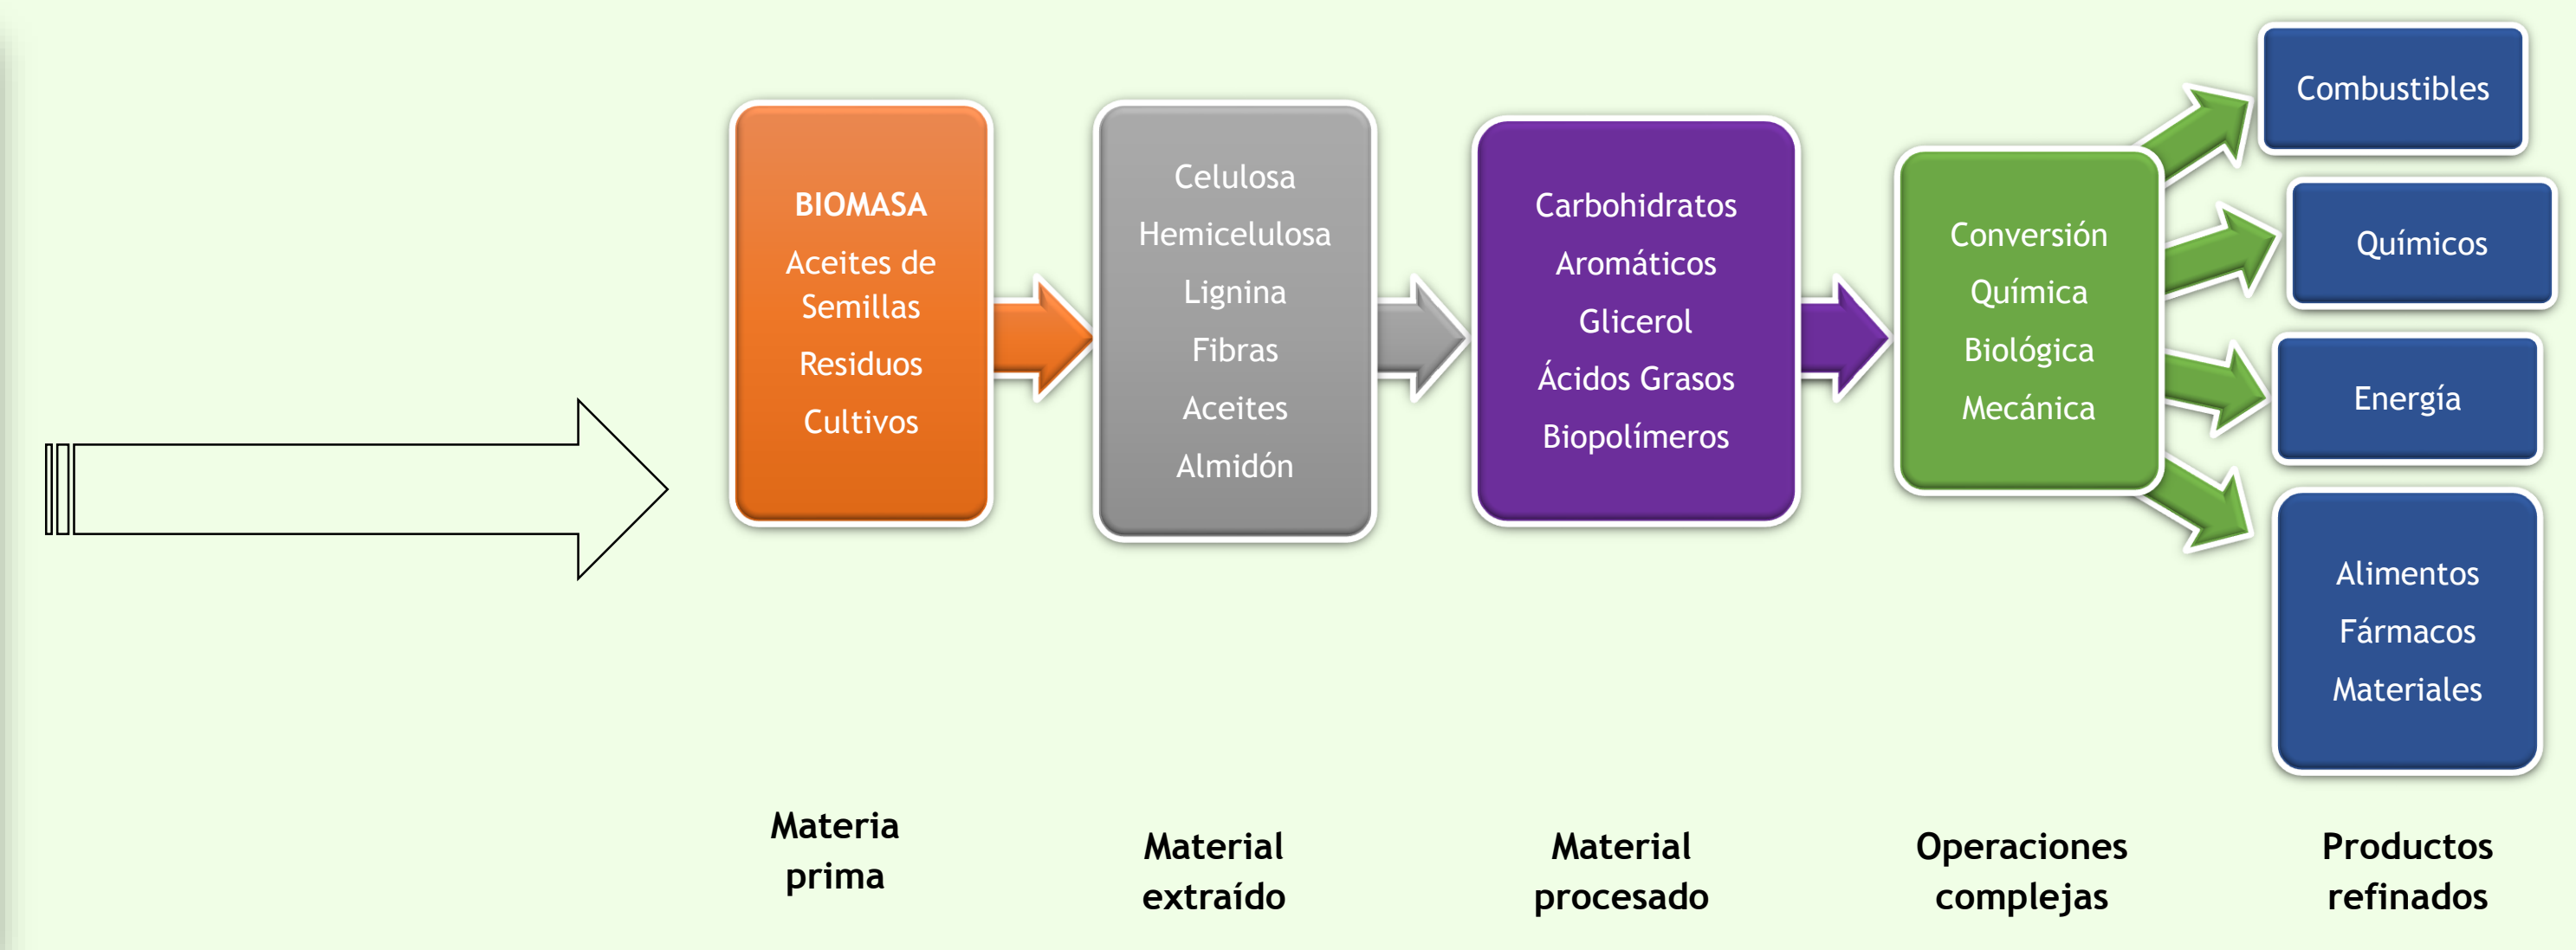 BIOMASA
Aceites de
Semillas
Residuos
Cultivos
Celulosa
Hemicelulosa
Lignina
Fibras
Aceites
Almidón
Carbohidratos
Aromáticos
Glicerol
Ácidos Grasos
Biopolímeros
Conversión
Química
Biológica
Mecánica
Combustibles
Químicos
Energía
Alimentos
Fármacos
Materiales
Materia
prima
Material
extraído
Material
procesado
Operaciones
complejas
Productos
refinados